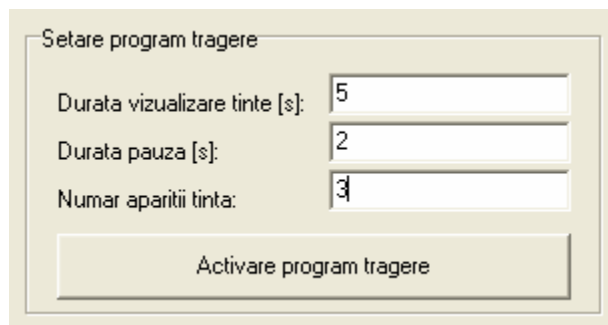 Setare program tragere
Durata vizualizare tinte [s]: 5
Durata pauza [s]: 2
Numar aparitii tinta: 3
Activare program tragere